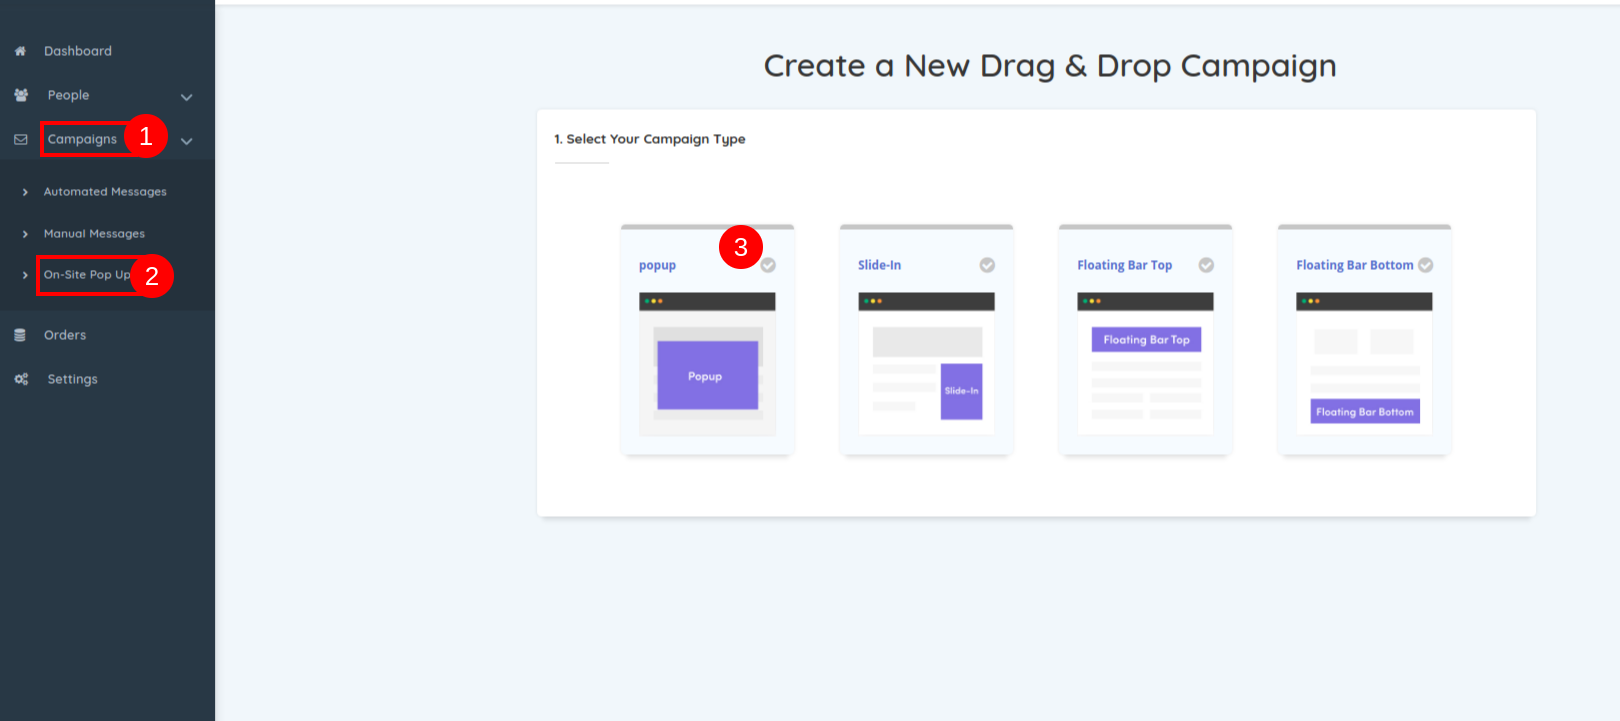 Dashboard
People
Campaigns 1
Automated Messages
Manual Messages
On-Site Pop Up 2
Orders
Settings
Create a New Drag & Drop Campaign
1. Select Your Campaign Type
3
popup
Popup
Slide-In
Slide-In
Floating Bar Top
Floating Bar Top
Floating Bar Bottom
Floating Bar Bottom